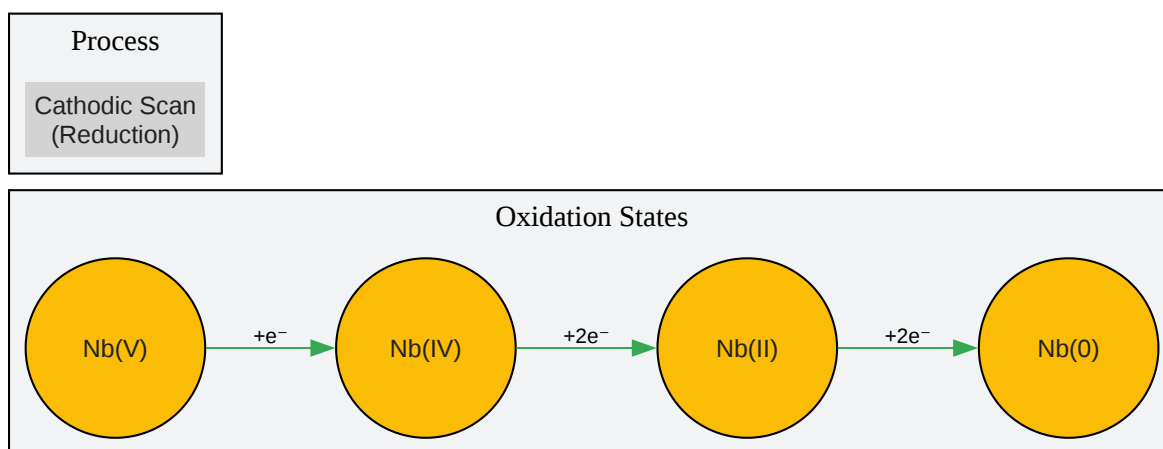 Process
Cathodic Scan
(Reduction)
Oxidation States
Nb(V)
+e⁻
Nb(IV)
+2e⁻
Nb(II)
+2e⁻
Nb(0)